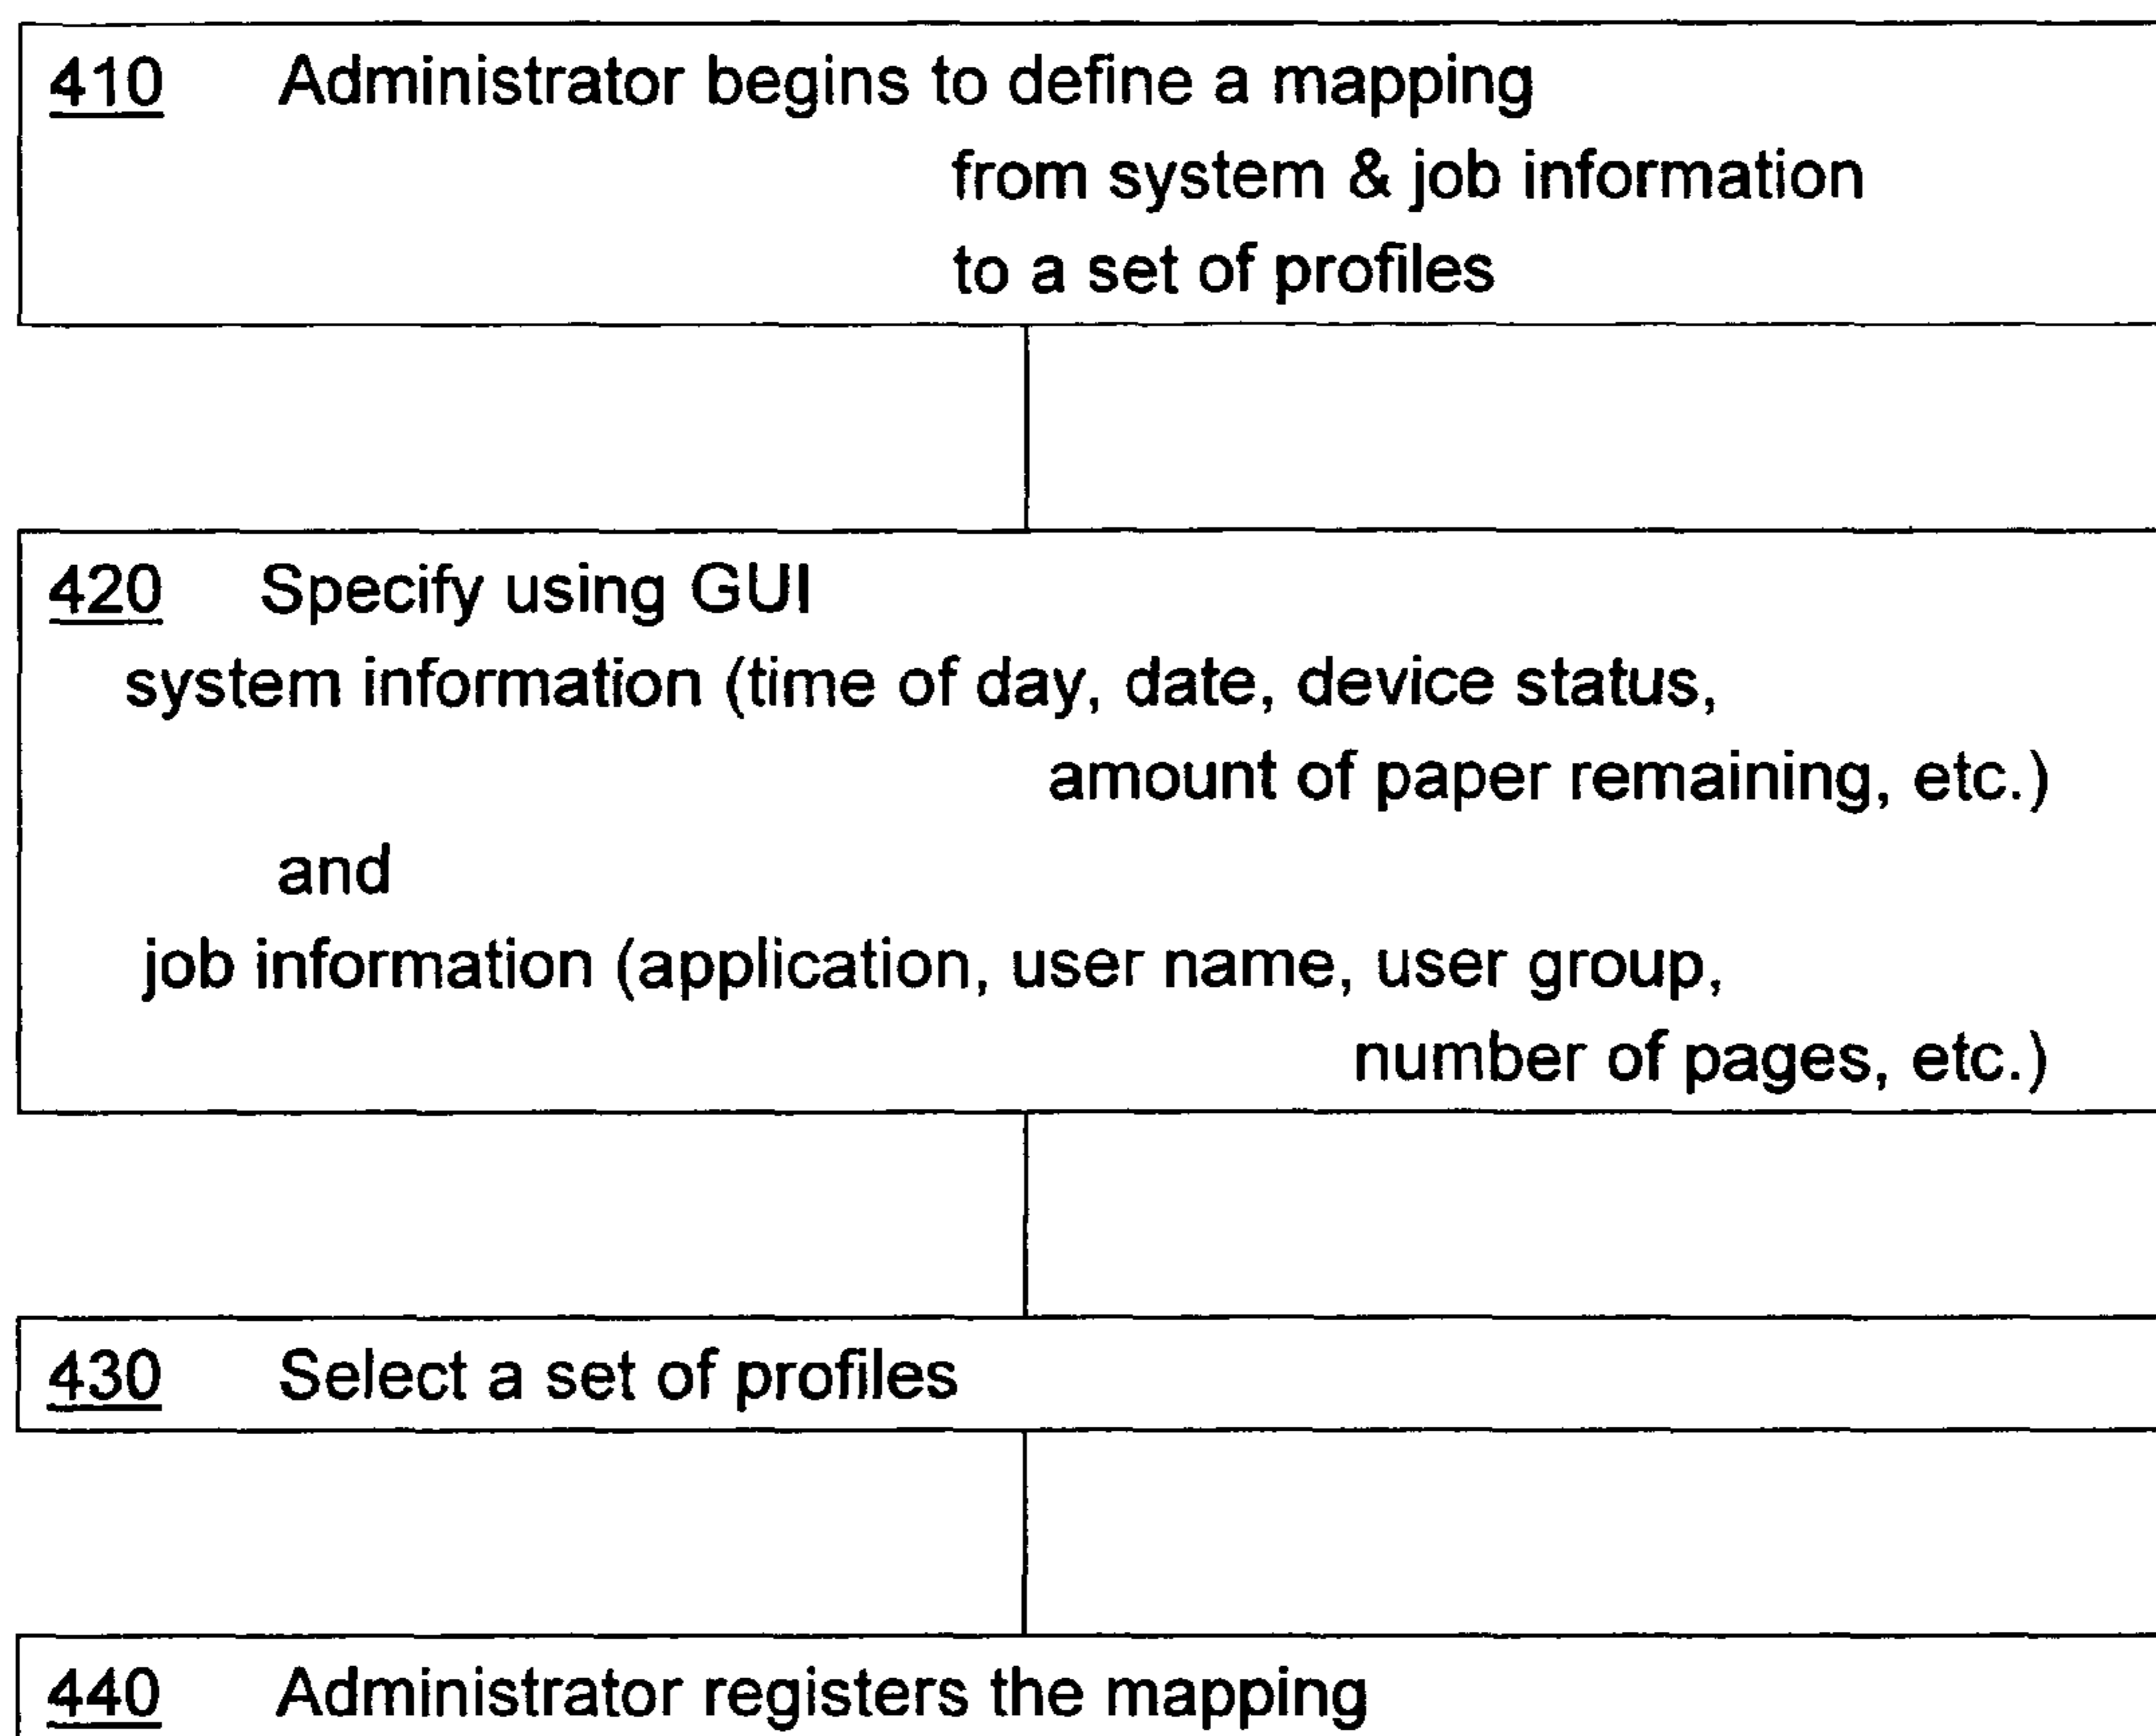 410 Administrator begins to define a mapping
from system & job information
to a set of profiles
420 Specify using GUI
system information (time of day, date, device status,
amount of paper remaining, etc.)
and
job information (application, user name, user group,
number of pages, etc.)
430 Select a set of profiles
440 Administrator registers the mapping